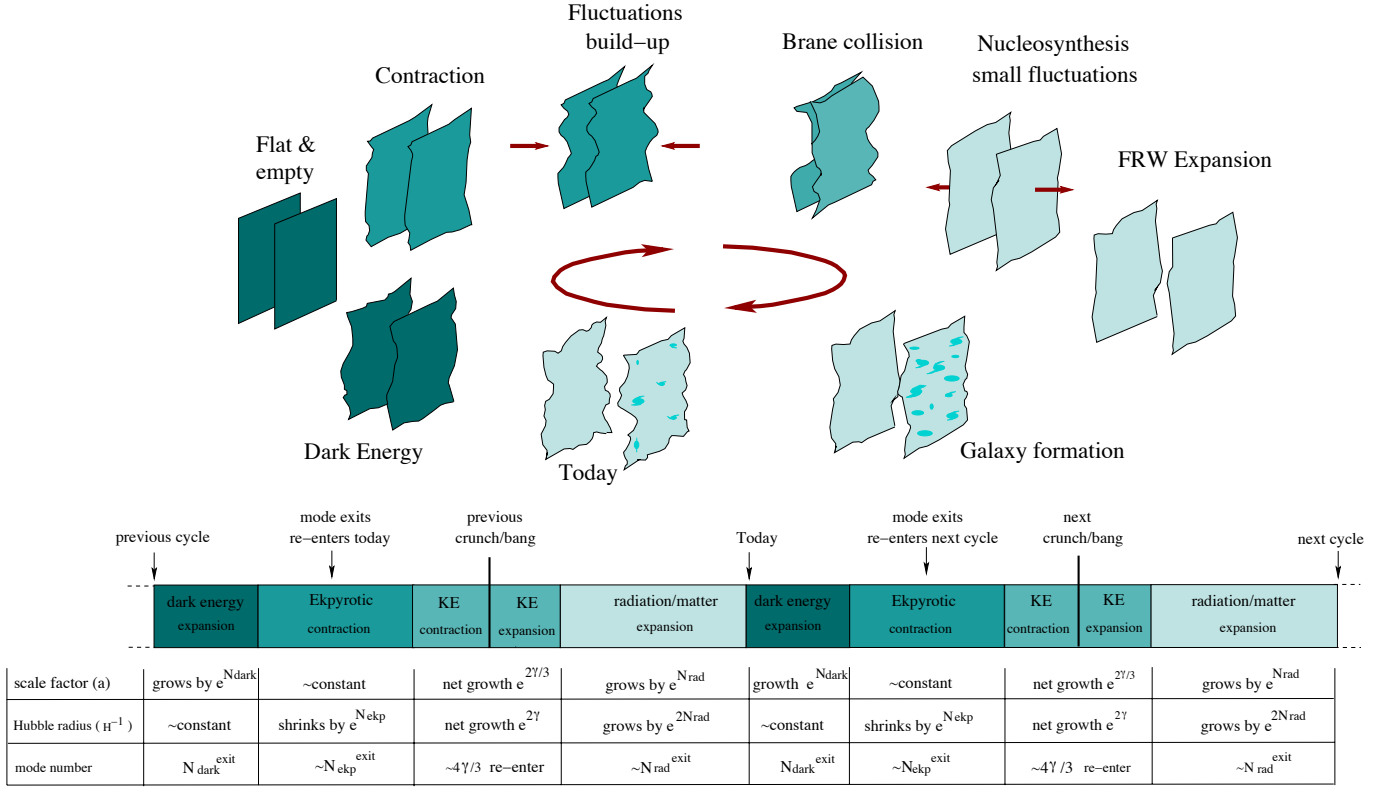 Fluctuations
build−up
Brane collision
Nucleosynthesis
small fluctuations
Contraction
Flat &
empty
FRW Expansion
Dark Energy
Today
Galaxy formation
previous cycle
mode exits
re−enters today
previous
crunch/bang
Today
mode exits
re−enters next cycle
next
crunch/bang
next cycle
dark energy
expansion
Ekpyrotic
contraction
KE
contraction
KE
expansion
radiation/matter
expansion
dark energy
expansion
Ekpyrotic
contraction
KE
contraction
KE
expansion
radiation/matter
expansion
scale factor (a) grows by e^Ndark ~constant net growth e^2γ/3 grows by e^Nrad growth e^Ndark ~constant net growth e^2γ/3 grows by e^Nrad
Hubble radius ( H^−1 ) ~constant shrinks by e^Nekp net growth e^2γ grows by e^2Nrad ~constant shrinks by e^Nekp net growth e^2γ grows by e^2Nrad
mode number N dark^exit ~N ekp^exit ~4γ/3 re−enter ~N rad^exit N dark^exit ~N ekp^exit ~4γ/3 re−enter ~N rad^exit